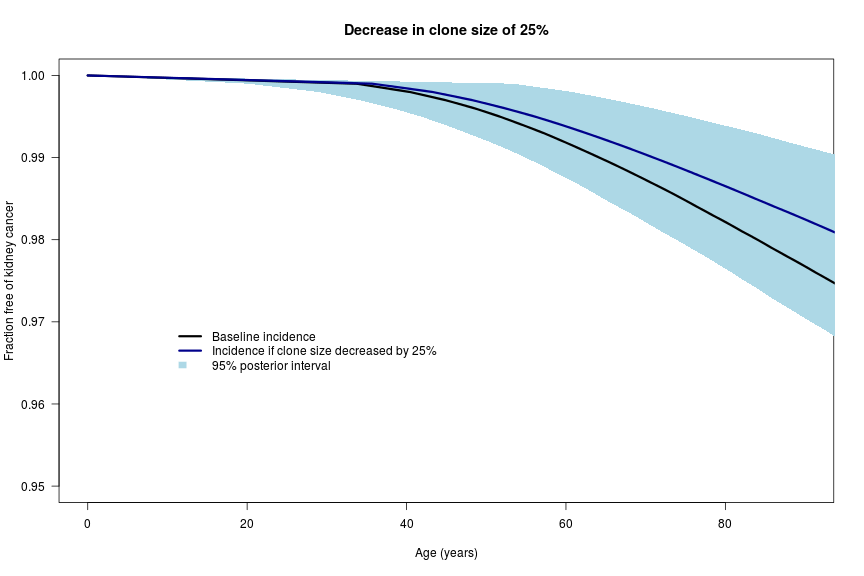 Decrease in clone size of 25%
1.00
0.99
0.98
0.97
0.96
0.95
Fraction free of kidney cancer
Baseline incidence
Incidence if clone size decreased by 25%
95% posterior interval
0 20 40 60 80
Age (years)